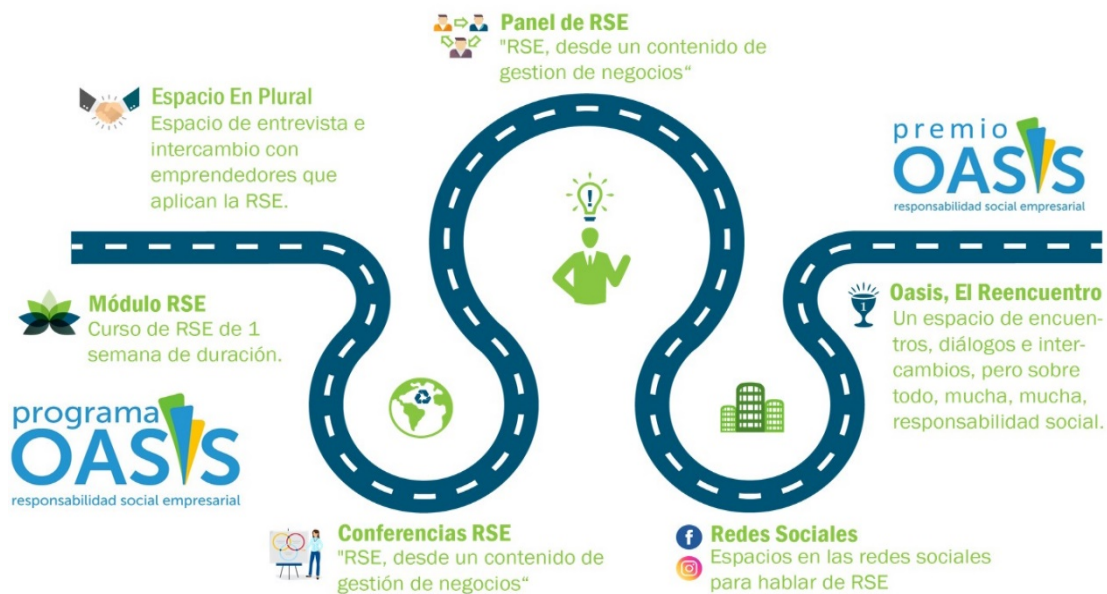 Panel de RSE
"RSE, desde un contenido de
gestion de negocios“
Espacio En Plural
Espacio de entrevista e
intercambio con
emprendedores que
aplican la RSE.
premio
OASIS
responsabilidad social empresarial
!
Módulo RSE
Curso de RSE de 1
semana de duración.
1
Oasis, El Reencuentro
Un espacio de encuen-
tros, diálogos e inter-
cambios, pero sobre
todo, mucha, mucha,
responsabilidad social.
programa
OASIS
responsabilidad social empresarial
Conferencias RSE
"RSE, desde un contenido de
gestión de negocios“
f
Redes Sociales
Espacios en las redes sociales
para hablar de RSE